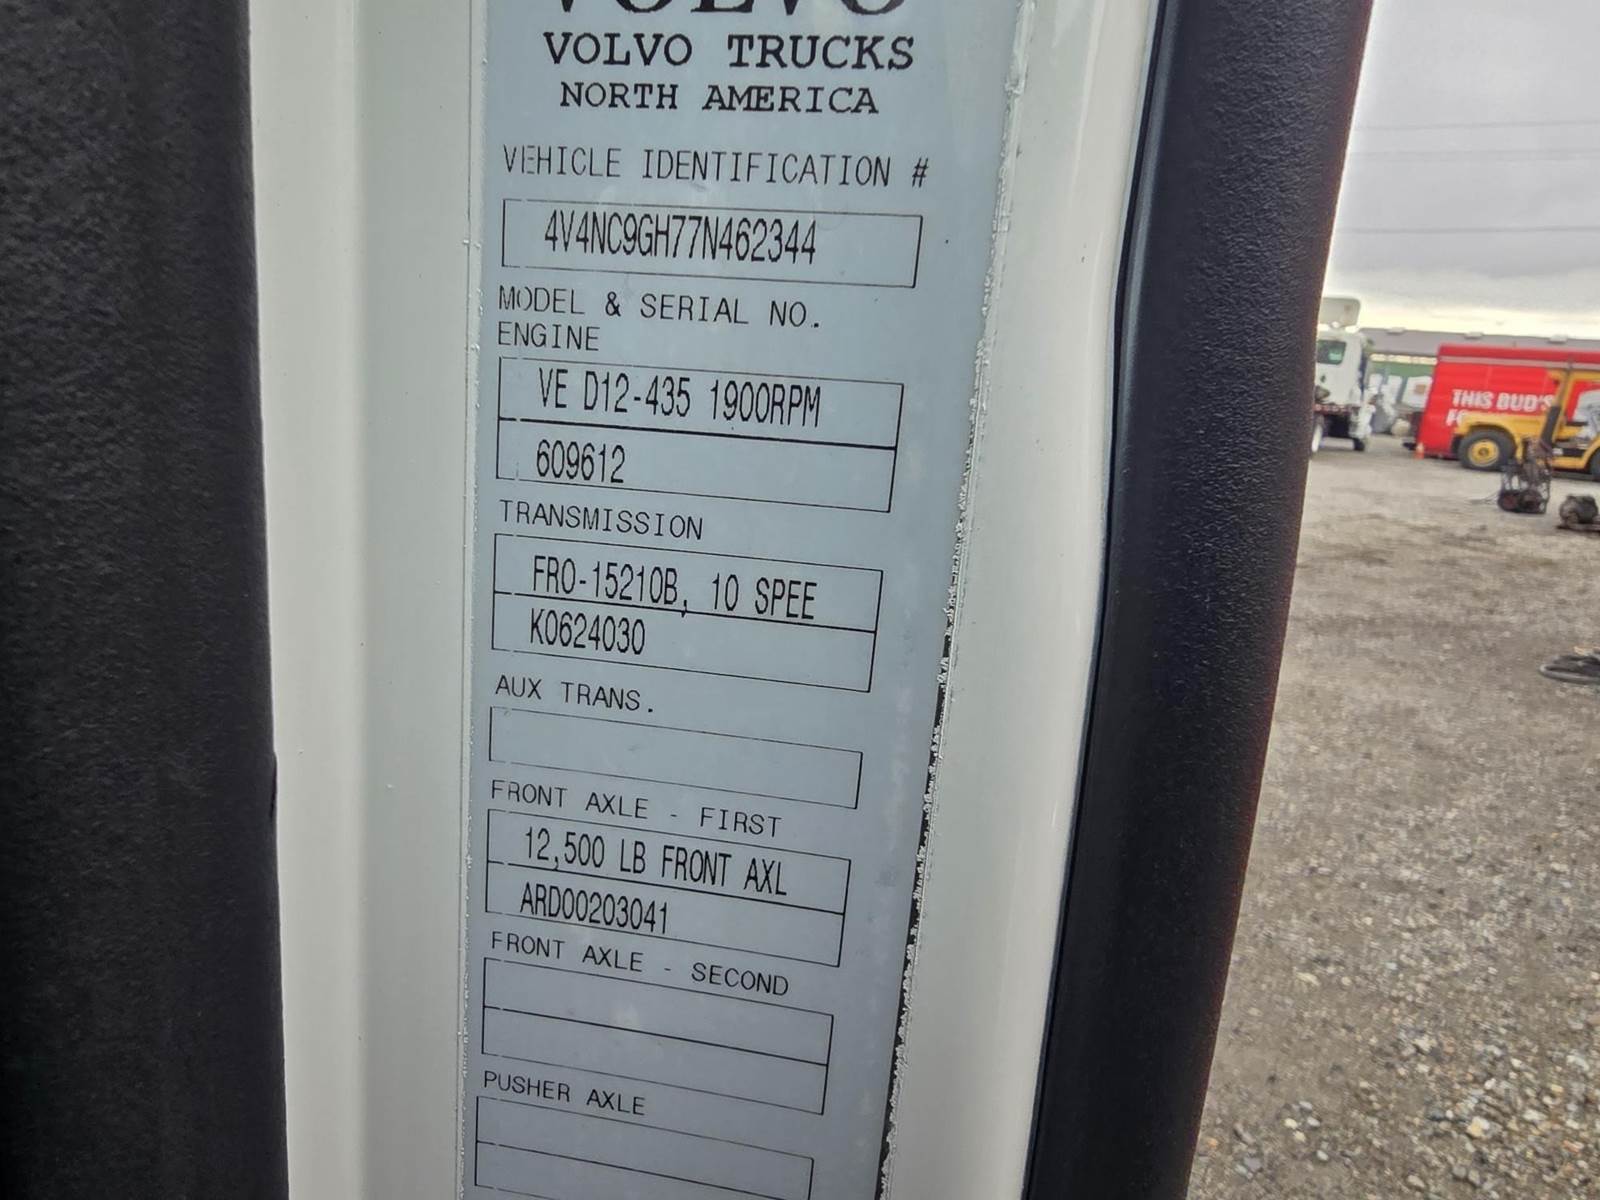 VOLVO
VOLVO TRUCKS
NORTH AMERICA
VEHICLE IDENTIFICATION #
4V4NC9GH77N462344
MODEL & SERIAL NO.
ENGINE
VE D12-435 1900RPM
609612
TRANSMISSION
FRO-15210B, 10 SPEE
K0624030
AUX TRANS.
FRONT AXLE - FIRST
12,500 LB FRONT AXL
ARD00203041
FRONT AXLE - SECOND
PUSHER AXLE
THIS BUD'S